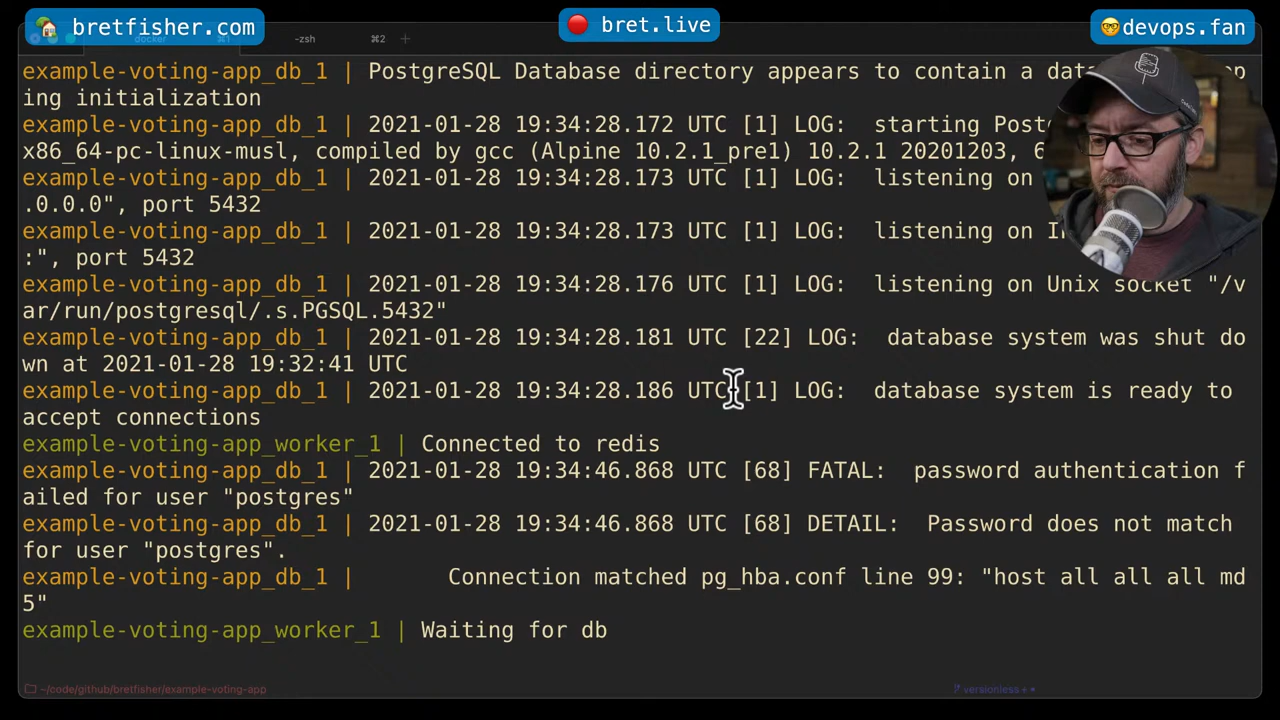 bretfisher.com
bret.live
devops.fan
docker
⌘1
-zsh
⌘2
+
example-voting-app_db_1 | PostgreSQL Database directory appears to contain a
ing initialization
example-voting-app_db_1 | 2021-01-28 19:34:28.172 UTC [1] LOG:  starting
x86_64-pc-linux-musl, compiled by gcc (Alpine 10.2.1_pre1) 10.2.1 20201203,
example-voting-app_db_1 | 2021-01-28 19:34:28.173 UTC [1] LOG:  listening on
.0.0.0", port 5432
example-voting-app_db_1 | 2021-01-28 19:34:28.173 UTC [1] LOG:  listening on
:", port 5432
example-voting-app_db_1 | 2021-01-28 19:34:28.176 UTC [1] LOG:  listening on Unix socket "/v
ar/run/postgresql/.s.PGSQL.5432"
example-voting-app_db_1 | 2021-01-28 19:34:28.181 UTC [22] LOG:  database system was shut do
wn at 2021-01-28 19:32:41 UTC
example-voting-app_db_1 | 2021-01-28 19:34:28.186 UTC [1] LOG:  database system is ready to
accept connections
example-voting-app_worker_1 | Connected to redis
example-voting-app_db_1 | 2021-01-28 19:34:46.868 UTC [68] FATAL:  password authentication f
ailed for user "postgres"
example-voting-app_db_1 | 2021-01-28 19:34:46.868 UTC [68] DETAIL:  Password does not match
for user "postgres".
example-voting-app_db_1 |       Connection matched pg_hba.conf line 99: "host all all all md
5"
example-voting-app_worker_1 | Waiting for db
~/code/github/bretfisher/example-voting-app
versionless